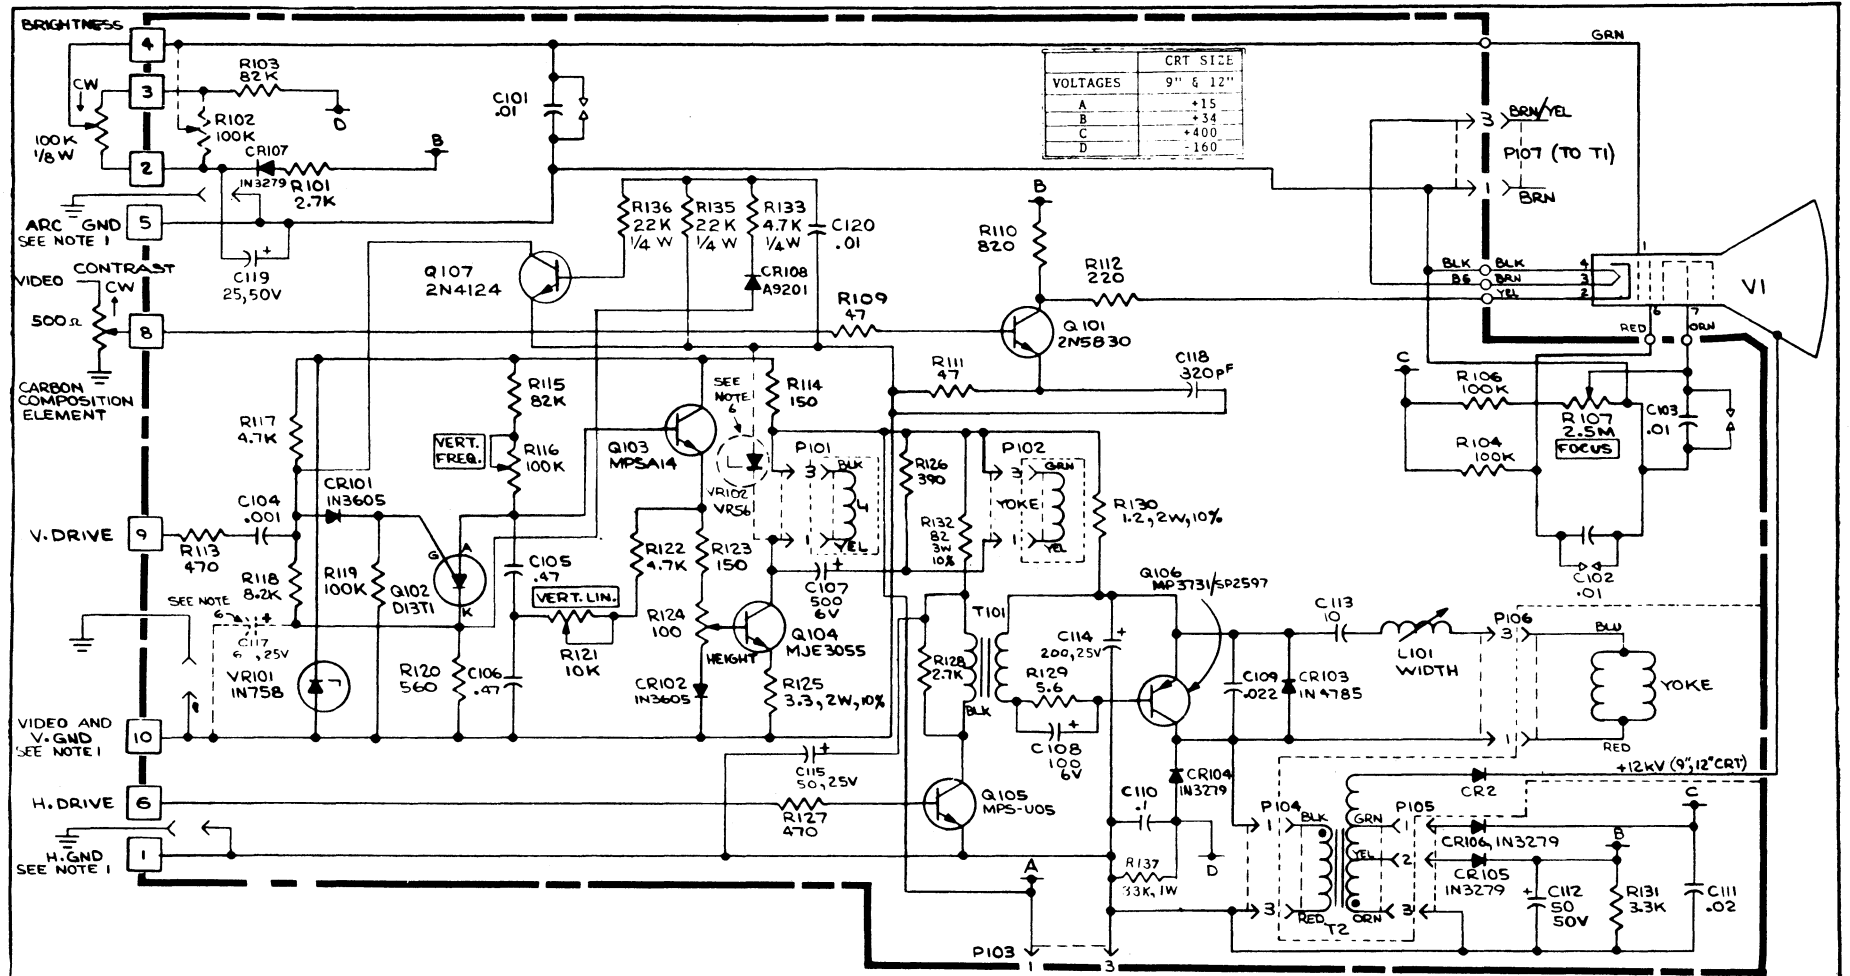 BRIGHTNESS
4
GRN
R103
82K
CW
3
D
R102
100K
100K
1/8 W
CR107
1N3279
B
2
R101
2.7K
C101
.01
CRT SIZE
VOLTAGES
9" & 12"
A
+15
B
+34
C
+400
D
-160
3
BRN/YEL
P107 (TO T1)
1
BRN
ARC GND
SEE NOTE 1
5
C119
25,50V
+
R136
22K
1/4 W
R135
22K
1/4 W
R133
4.7K
1/4 W
C120
.01
CR108
A9201
Q107
2N4124
B
R110
820
R112
220
Q101
2N5830
R109
47
R111
47
C118
320pF
BLK
BLK
4
BRN
3
YEL
2
1
6
7
V1
RED
ORN
VIDEO
CONTRAST
CW
500Ω
8
CARBON
COMPOSITION
ELEMENT
R117
4.7K
R115
82K
VERT.
FREQ.
R116
100K
Q103
MPSA14
SEE
NOTE
6
R114
150
VR102
VR56
P101
3
BLK
1
YEL
R126
390
P102
3
GRN
YOKE
1
YEL
R132
82
3W
10%
R130
1.2, 2W, 10%
C
R106
100K
R107
2.5M
FOCUS
C103
.01
R104
100K
C102
.01
V.DRIVE
9
R113
470
C104
.001
CR101
1N3605
G
A
K
R118
8.2K
R119
100K
Q102
D13T1
C105
.47
VERT. LIN.
R121
10K
R122
4.7K
R123
150
R124
100
HEIGHT
Q104
MJE3055
C107
500
6V
+
SEE NOTE
6
C117
,25V
+
VR101
1N758
R120
560
C106
.47
CR102
1N3605
R125
3.3, 2W, 10%
T101
R128
2.7K
BLK
R129
5.6
C108
100
6V
+
C114
200,25V
+
Q106
MP3731/SP2597
C109
.022
CR103
1N4785
C113
10
L101
WIDTH
P106
3
1
BLU
YOKE
RED
VIDEO AND
V.GND
SEE NOTE 1
10
C115
50,25V
+
H.DRIVE
6
R127
470
Q105
MPS-U05
C110
.1
CR104
1N3279
D
R137
33K, 1W
+12kV (9",12"CRT)
CR2
P104
1
BLK
3
RED
T2
GRN
P105
1
YEL
2
ORN
3
CR106, 1N3279
CR105
1N3279
C
B
C112
50
50V
+
R131
3.3K
C111
.02
H.GND
SEE NOTE 1
1
A
P103
1
3